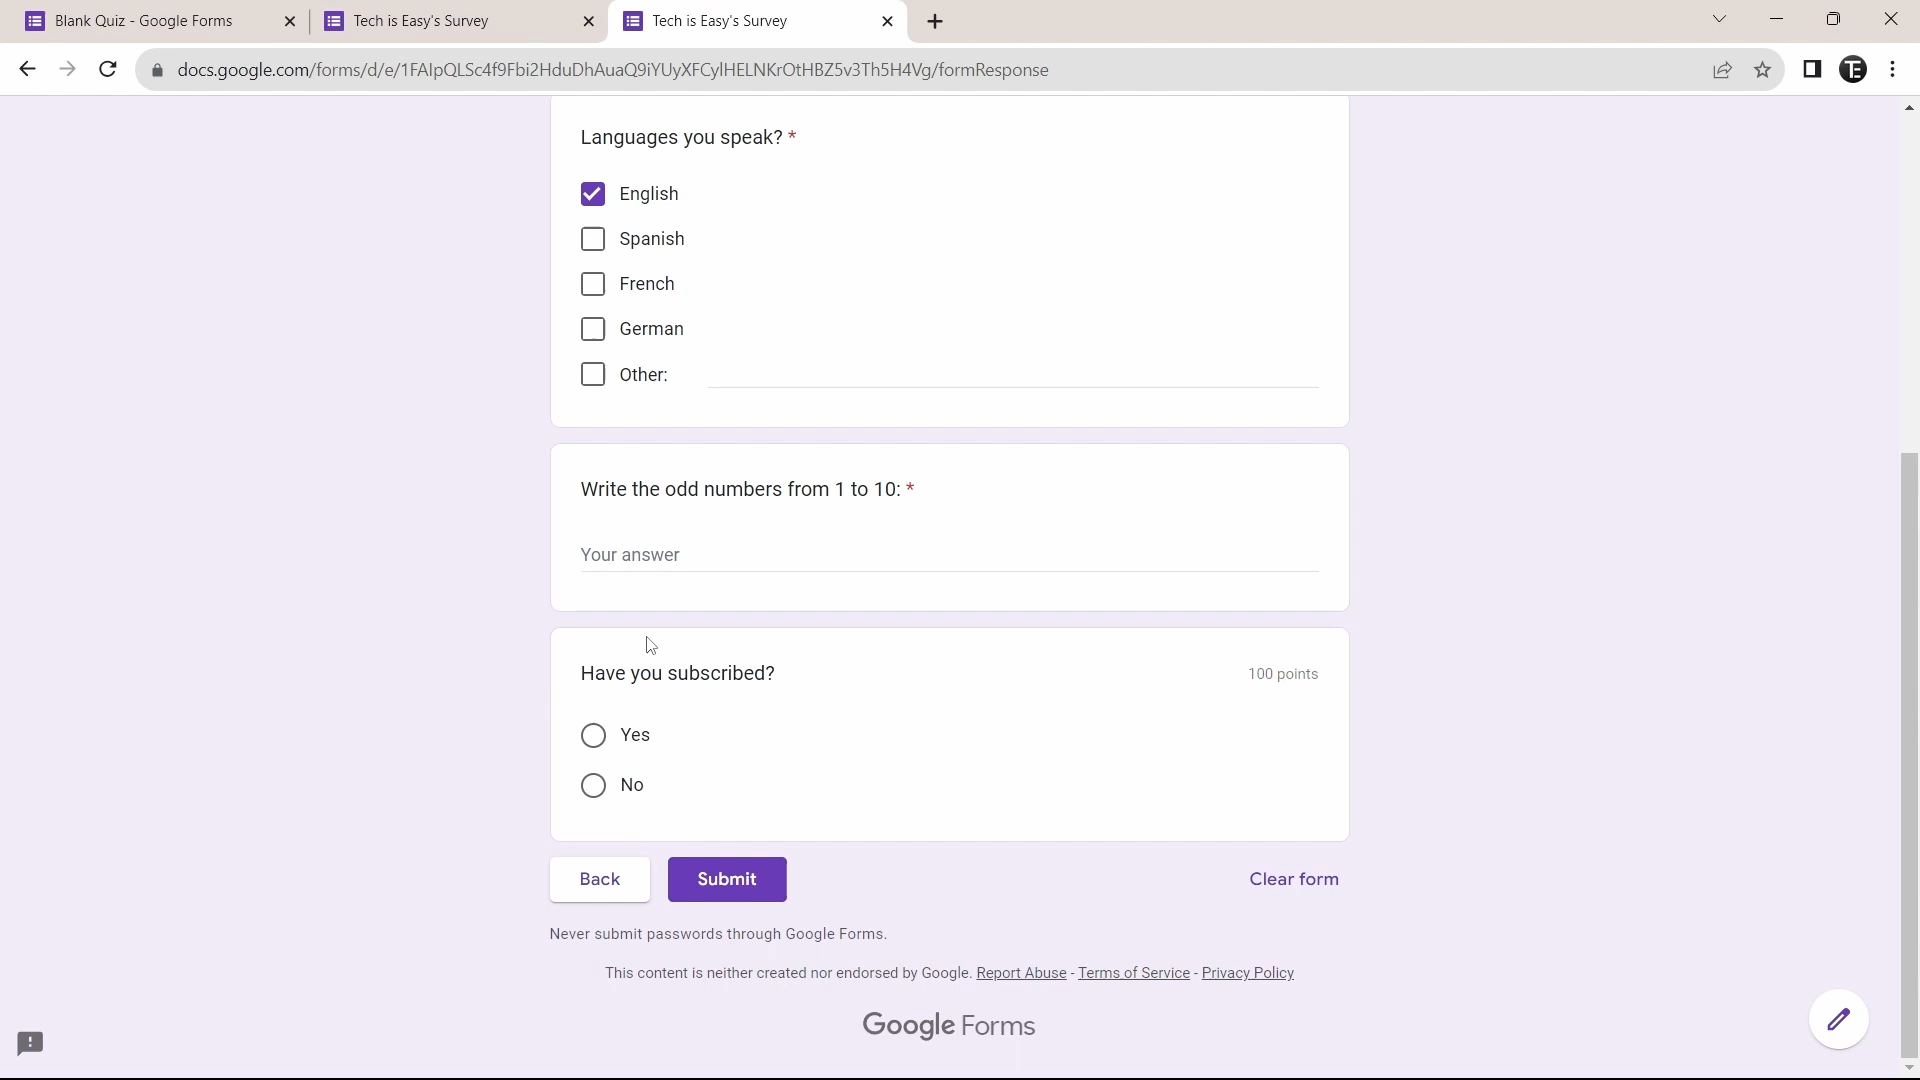 Blank Quiz - Google Forms
Tech is Easy's Survey
Tech is Easy's Survey
docs.google.com/forms/d/e/1FAIpQLSc4f9Fbi2HduDhAuaQ9iYUyXFCylHELNKrOtHBZ5v3Th5H4Vg/formResponse
TE
Languages you speak? *
English
Spanish
French
German
Other:
Write the odd numbers from 1 to 10: *
Your answer
Have you subscribed?
100 points
Yes
No
Back
Submit
Clear form
Never submit passwords through Google Forms.
This content is neither created nor endorsed by Google. Report Abuse - Terms of Service - Privacy Policy
Google Forms